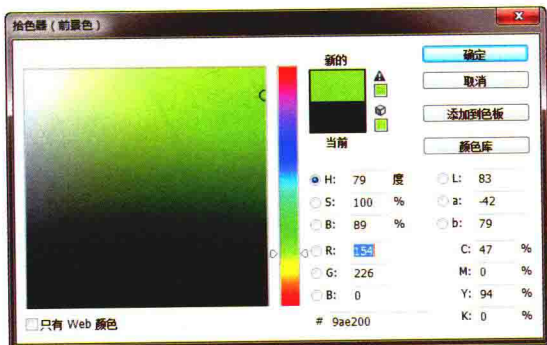 拾色器（前景色）
新的
当前
确定
取消
添加到色板
颜色库
H: 79 度
S: 100 %
B: 89 %
R: 154
G: 226
B: 0
# 9ae200
L: 83
a: -42
b: 79
C: 47 %
M: 0 %
Y: 94 %
K: 0 %
只有 Web 颜色